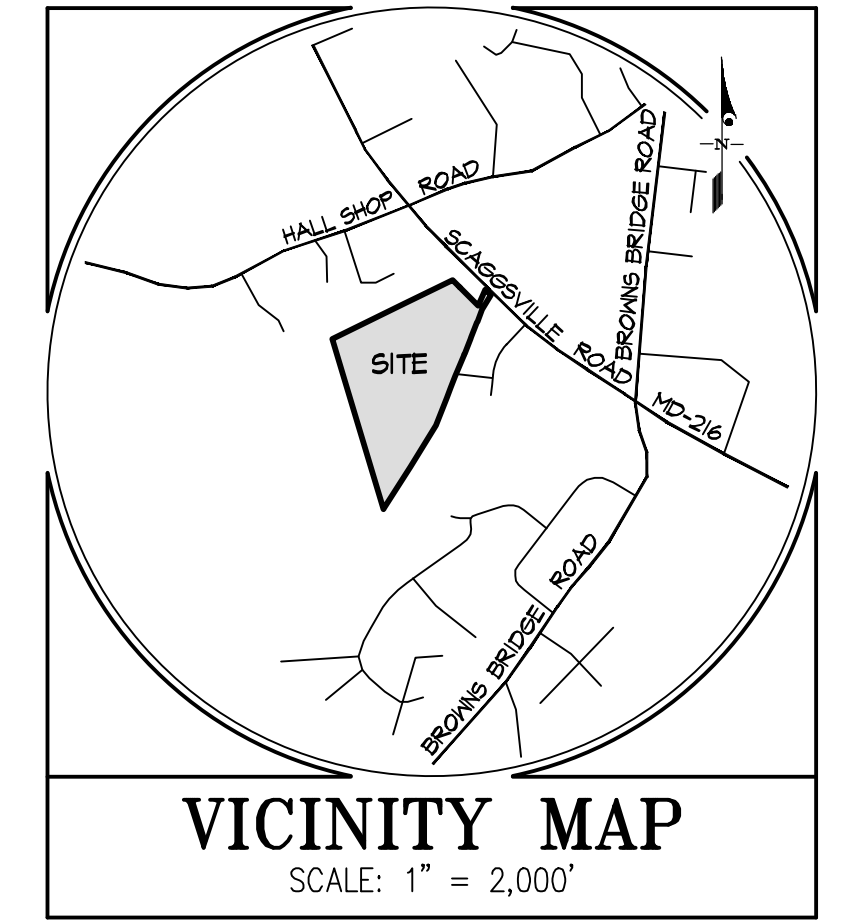 N
HALL SHOP ROAD
BROWNS BRIDGE ROAD
SCAGGSVILLE ROAD
SITE
MD-216
BROWNS BRIDGE ROAD
VICINITY MAP
SCALE: 1" = 2,000'